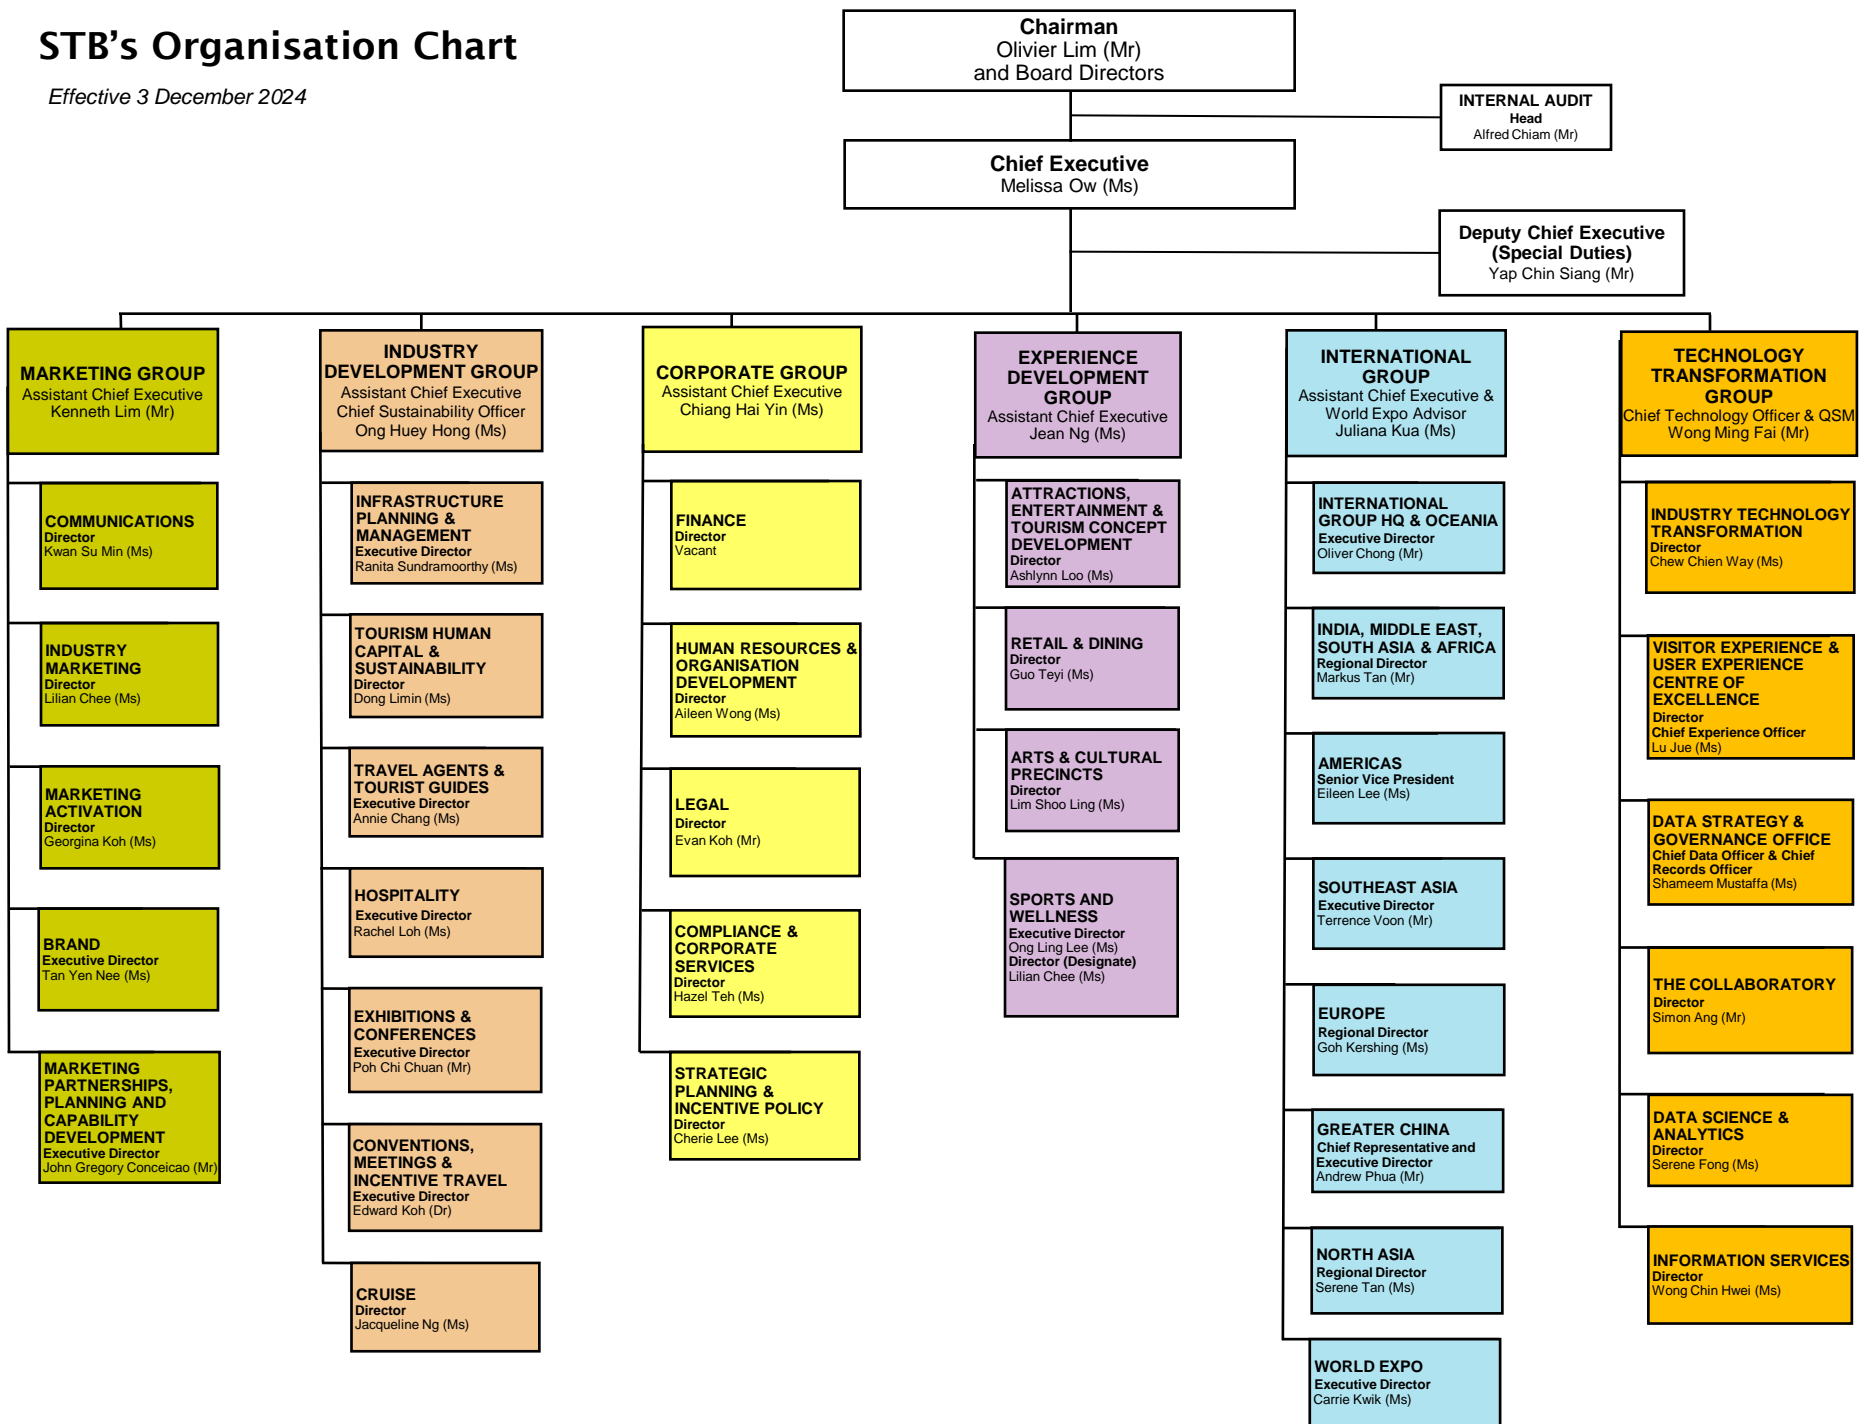 STB's Organisation Chart
Effective 3 December 2024
Chairman
Olivier Lim (Mr)
and Board Directors
INTERNAL AUDIT
Head
Alfred Chiam (Mr)
Chief Executive
Melissa Ow (Ms)
Deputy Chief Executive
(Special Duties)
Yap Chin Siang (Mr)
MARKETING GROUP
Assistant Chief Executive
Kenneth Lim (Mr)
COMMUNICATIONS
Director
Kwan Su Min (Ms)
INDUSTRY
MARKETING
Director
Lilian Chee (Ms)
MARKETING
ACTIVATION
Director
Georgina Koh (Ms)
BRAND
Executive Director
Tan Yen Nee (Ms)
MARKETING
PARTNERSHIPS,
PLANNING AND
CAPABILITY
DEVELOPMENT
Executive Director
John Gregory Conceicao (Mr)
INDUSTRY
DEVELOPMENT GROUP
Assistant Chief Executive
Chief Sustainability Officer
Ong Huey Hong (Ms)
INFRASTRUCTURE
PLANNING &
MANAGEMENT
Executive Director
Ranita Sundramoorthy (Ms)
TOURISM HUMAN
CAPITAL &
SUSTAINABILITY
Director
Dong Limin (Ms)
TRAVEL AGENTS &
TOURIST GUIDES
Executive Director
Annie Chang (Ms)
HOSPITALITY
Executive Director
Rachel Loh (Ms)
EXHIBITIONS &
CONFERENCES
Executive Director
Poh Chi Chuan (Mr)
CONVENTIONS,
MEETINGS &
INCENTIVE TRAVEL
Executive Director
Edward Koh (Dr)
CRUISE
Director
Jacqueline Ng (Ms)
CORPORATE GROUP
Assistant Chief Executive
Chiang Hai Yin (Ms)
FINANCE
Director
Vacant
HUMAN RESOURCES &
ORGANISATION
DEVELOPMENT
Director
Aileen Wong (Ms)
LEGAL
Director
Evan Koh (Mr)
COMPLIANCE &
CORPORATE
SERVICES
Director
Hazel Teh (Ms)
STRATEGIC
PLANNING &
INCENTIVE POLICY
Director
Cherie Lee (Ms)
EXPERIENCE
DEVELOPMENT
GROUP
Assistant Chief Executive
Jean Ng (Ms)
ATTRACTIONS,
ENTERTAINMENT &
TOURISM CONCEPT
DEVELOPMENT
Director
Ashlynn Loo (Ms)
RETAIL & DINING
Director
Guo Teyi (Ms)
ARTS & CULTURAL
PRECINCTS
Director
Lim Shoo Ling (Ms)
SPORTS AND
WELLNESS
Executive Director
Ong Ling Lee (Ms)
Director (Designate)
Lilian Chee (Ms)
INTERNATIONAL
GROUP
Assistant Chief Executive &
World Expo Advisor
Juliana Kua (Ms)
INTERNATIONAL
GROUP HQ & OCEANIA
Executive Director
Oliver Chong (Mr)
INDIA, MIDDLE EAST,
SOUTH ASIA & AFRICA
Regional Director
Markus Tan (Mr)
AMERICAS
Senior Vice President
Eileen Lee (Ms)
SOUTHEAST ASIA
Executive Director
Terrence Voon (Mr)
EUROPE
Regional Director
Goh Kershing (Ms)
GREATER CHINA
Chief Representative and
Executive Director
Andrew Phua (Mr)
NORTH ASIA
Regional Director
Serene Tan (Ms)
WORLD EXPO
Executive Director
Carrie Kwik (Ms)
TECHNOLOGY
TRANSFORMATION
GROUP
Chief Technology Officer & QSM
Wong Ming Fai (Mr)
INDUSTRY TECHNOLOGY
TRANSFORMATION
Director
Chew Chien Way (Ms)
VISITOR EXPERIENCE &
USER EXPERIENCE
CENTRE OF
EXCELLENCE
Director
Chief Experience Officer
Lu Jue (Ms)
DATA STRATEGY &
GOVERNANCE OFFICE
Chief Data Officer & Chief
Records Officer
Shameem Mustaffa (Ms)
THE COLLABORATORY
Director
Simon Ang (Mr)
DATA SCIENCE &
ANALYTICS
Director
Serene Fong (Ms)
INFORMATION SERVICES
Director
Wong Chin Hwei (Ms)